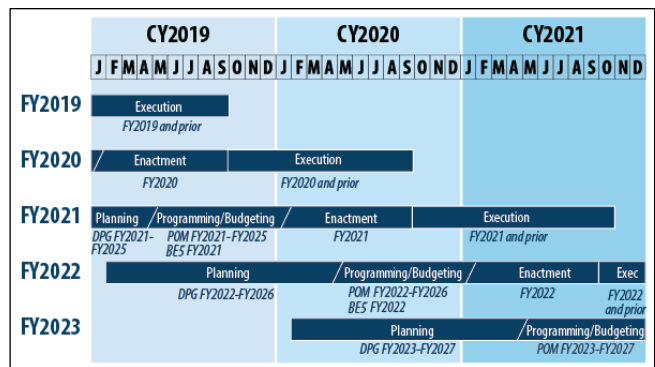 CY2019 CY2020 CY2021
J F M A M J J A S O N D J F M A M J J A S O N D J F M A M J J A S O N D
FY2019
Execution
FY2019 and prior
FY2020
Enactment Execution
FY2020 FY2020 and prior
FY2021
Planning Programming/Budgeting Enactment Execution
DPG FY2021- POM FY2021-FY2025 FY2021 FY2021 and prior
FY2025 BES FY2021
FY2022
Planning Programming/Budgeting Enactment Exec
DPG FY2022-FY2026 POM FY2022-FY2026 FY2022 FY2022
BES FY2022 and prior
FY2023
Planning Programming/Budgeting
DPG FY2023-FY2027 POM FY2023-FY2027